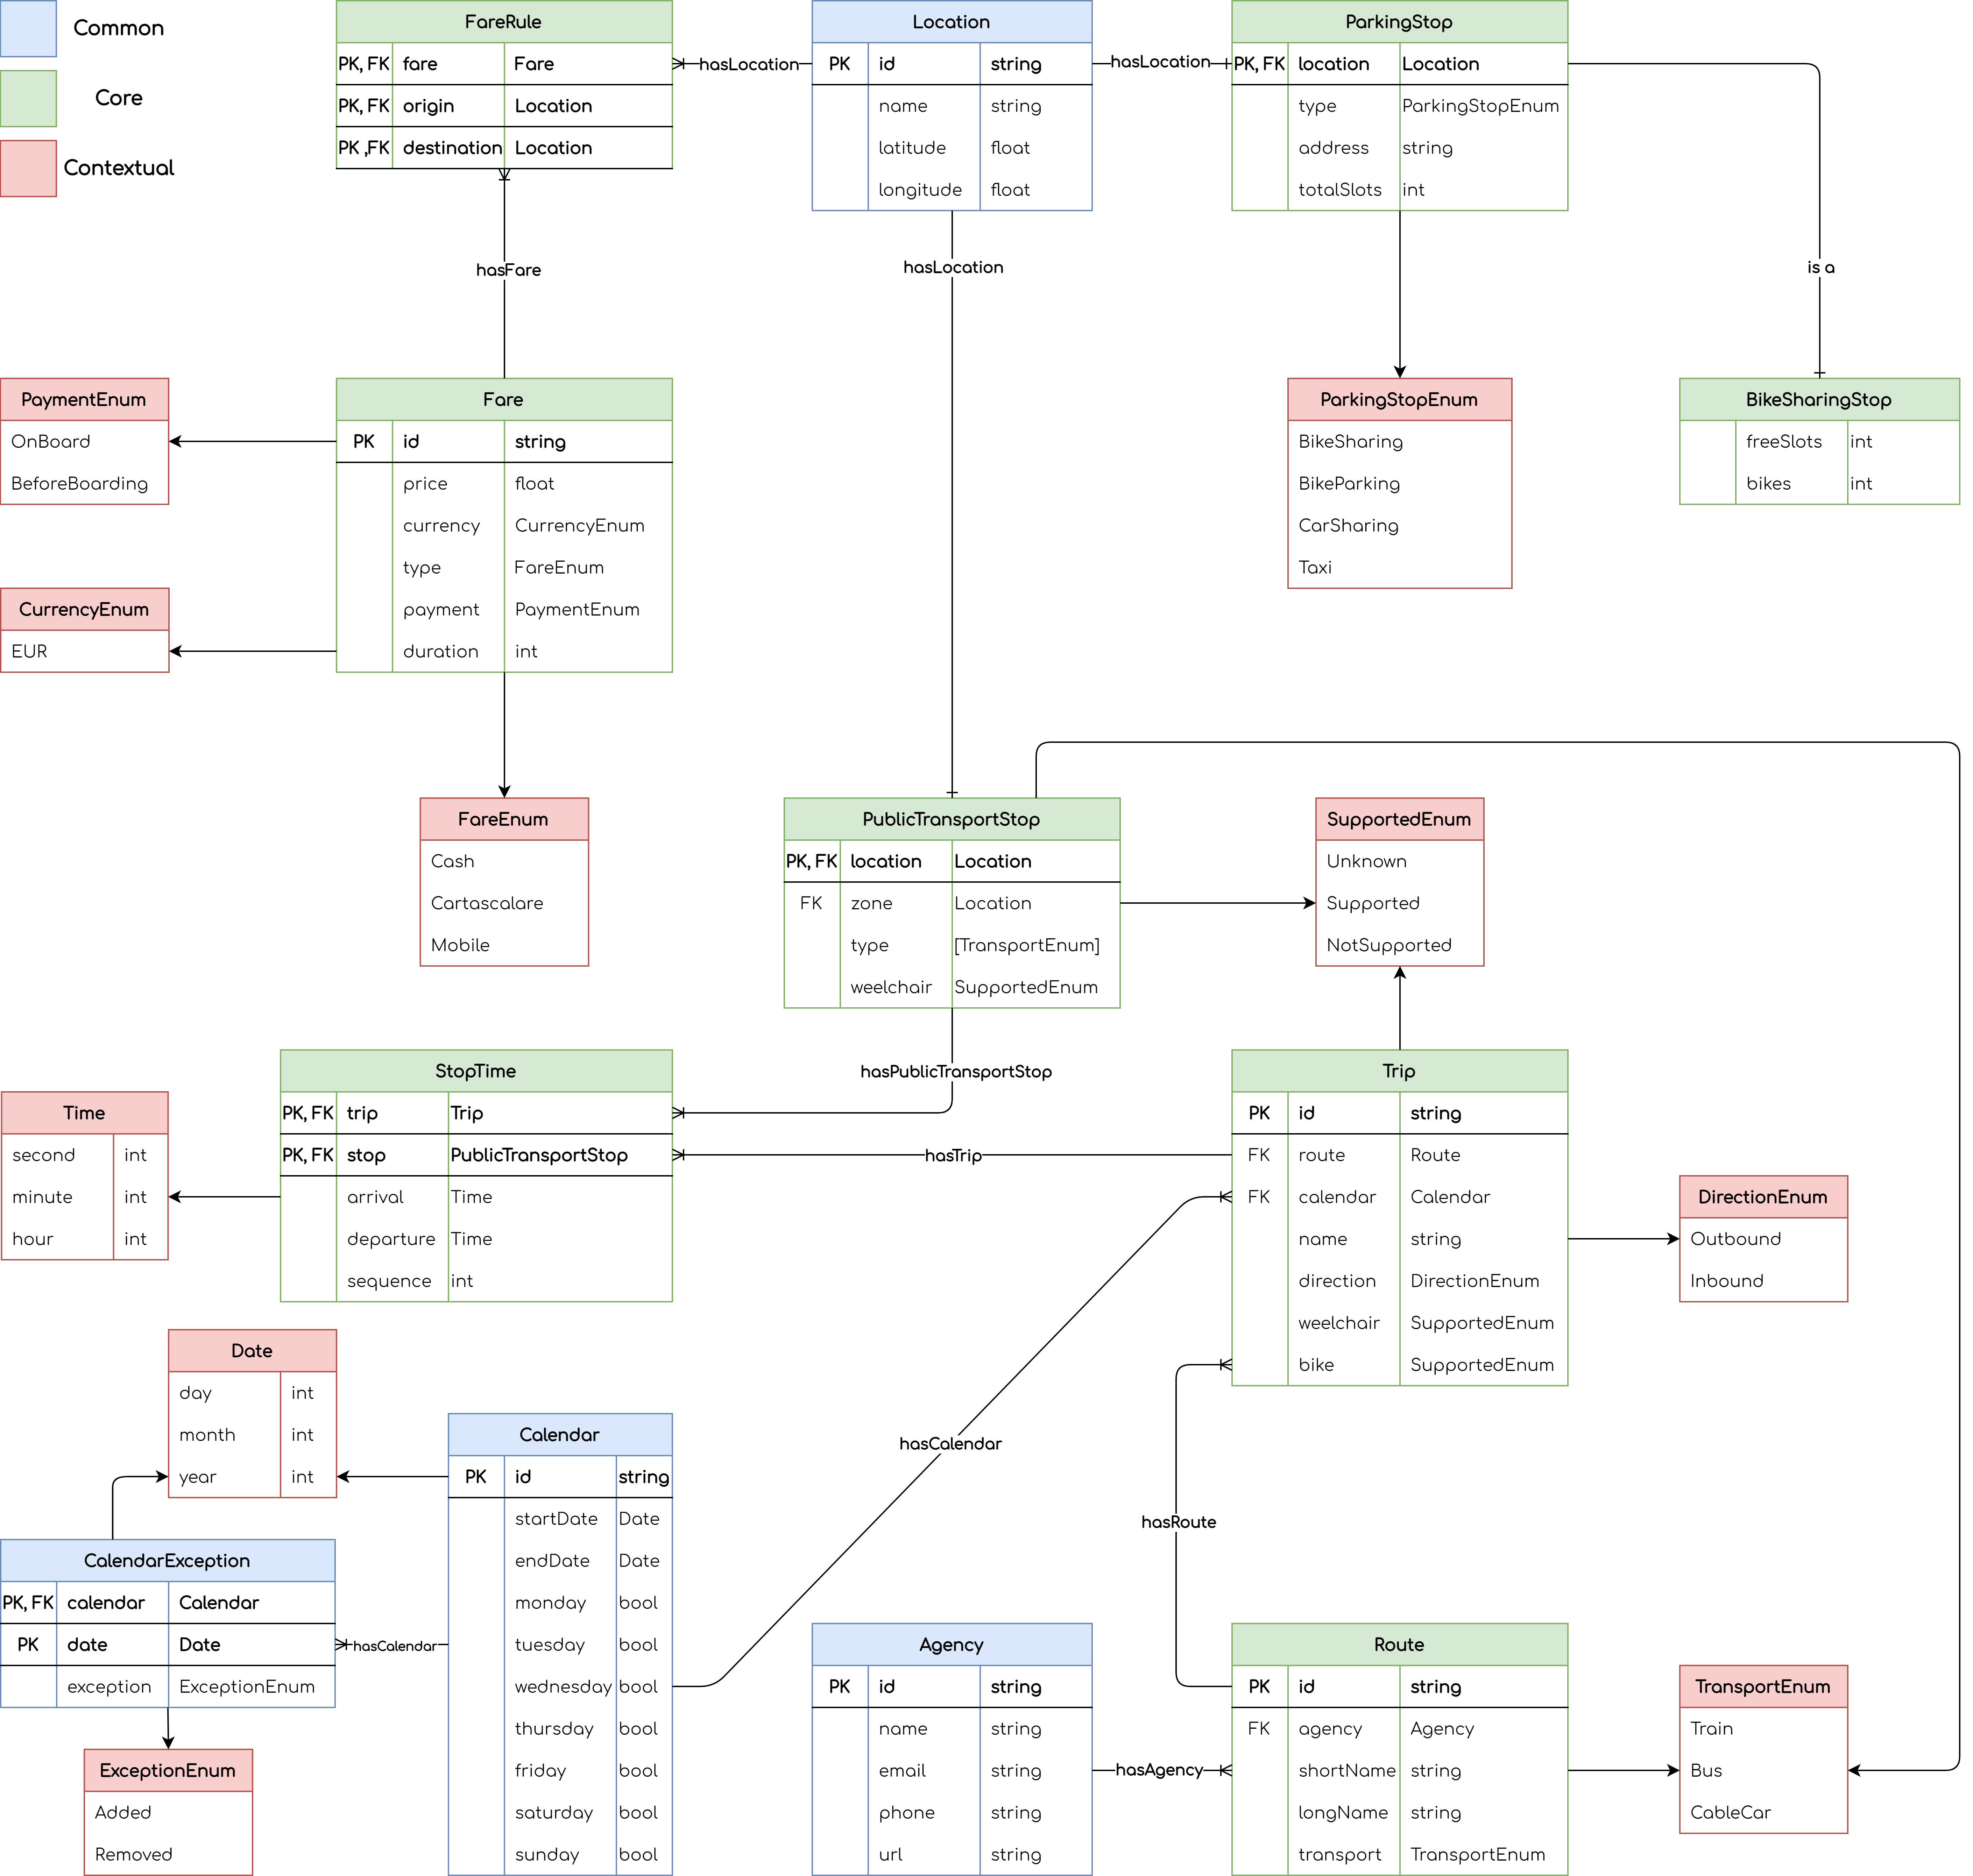 Common
Core
Contextual
FareRule
PK, FK fare Fare
PK, FK origin Location
PK ,FK destination Location
hasLocation
Location
PK id string
name string
latitude float
longitude float
hasLocation
ParkingStop
PK, FK location Location
type ParkingStopEnum
address string
totalSlots int
hasFare
hasLocation
is a
PaymentEnum
OnBoard
BeforeBoarding
CurrencyEnum
EUR
Fare
PK id string
price float
currency CurrencyEnum
type FareEnum
payment PaymentEnum
duration int
ParkingStopEnum
BikeSharing
BikeParking
CarSharing
Taxi
BikeSharingStop
freeSlots int
bikes int
FareEnum
Cash
Cartascalare
Mobile
PublicTransportStop
PK, FK location Location
FK zone Location
type [TransportEnum]
weelchair SupportedEnum
SupportedEnum
Unknown
Supported
NotSupported
hasPublicTransportStop
Time
second int
minute int
hour int
StopTime
PK, FK trip Trip
PK, FK stop PublicTransportStop
arrival Time
departure Time
sequence int
hasTrip
Trip
PK id string
FK route Route
FK calendar Calendar
name string
direction DirectionEnum
weelchair SupportedEnum
bike SupportedEnum
DirectionEnum
Outbound
Inbound
Date
day int
month int
year int
CalendarException
PK, FK calendar Calendar
PK date Date
exception ExceptionEnum
hasCalendar
ExceptionEnum
Added
Removed
Calendar
PK id string
startDate Date
endDate Date
monday bool
tuesday bool
wednesday bool
thursday bool
friday bool
saturday bool
sunday bool
hasCalendar
hasRoute
Agency
PK id string
name string
email string
phone string
url string
hasAgency
Route
PK id string
FK agency Agency
shortName string
longName string
transport TransportEnum
TransportEnum
Train
Bus
CableCar